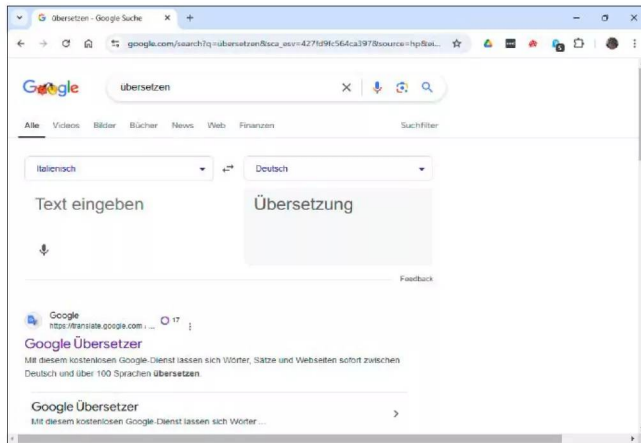 übersetzen - Google Suche
google.com/search?q=übersetzen&sca_esv=427fd9fc564ca397&source=hp&ei...
Google
übersetzen
Alle Videos Bilder Bücher News Web Finanzen Suchfilter
Italienisch Deutsch
Text eingeben Übersetzung
Feedback
Google
https://translate.google.com › ... 17
Google Übersetzer
Mit diesem kostenlosen Google-Dienst lassen sich Wörter, Sätze und Webseiten sofort zwischen
Deutsch und über 100 Sprachen übersetzen.
Google Übersetzer
Mit diesem kostenlosen Google-Dienst lassen sich Wörter ...